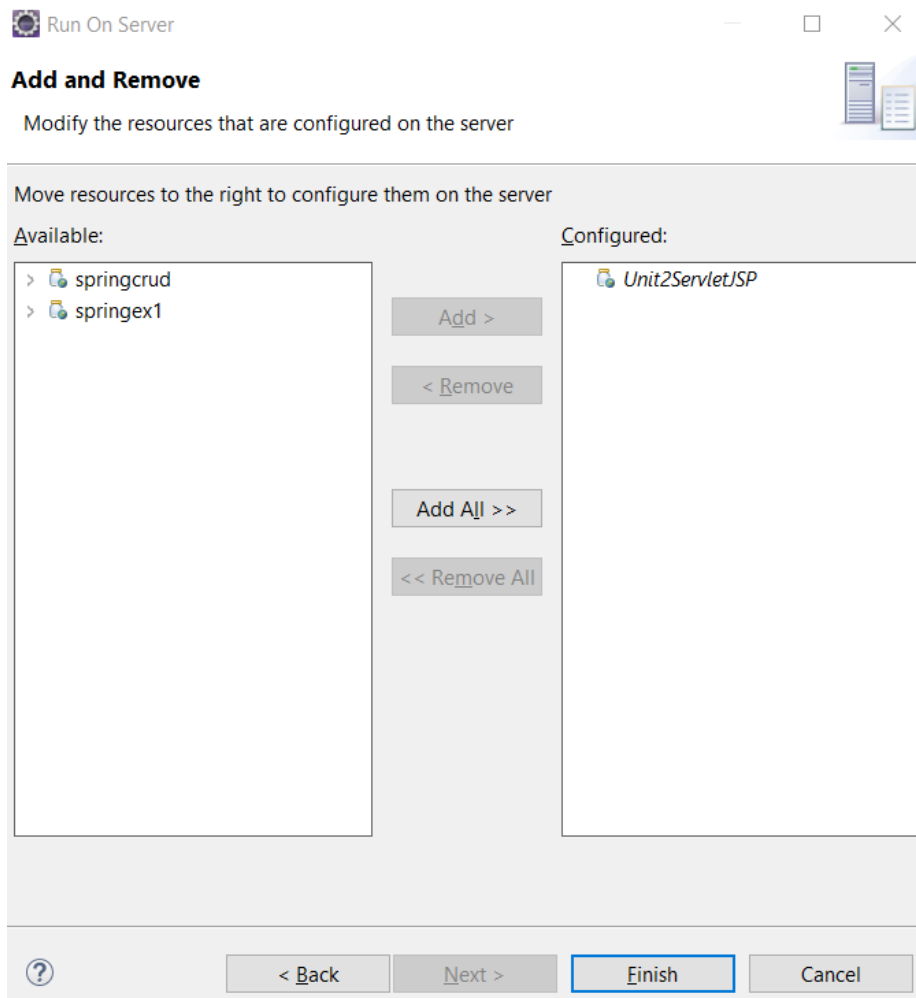 Run On Server
Add and Remove
Modify the resources that are configured on the server
Move resources to the right to configure them on the server
Available:
Configured:
springcrud
springex1
Unit2ServletJSP
Add >
< Remove
Add All >>
<< Remove All
?
< Back
Next >
Finish
Cancel